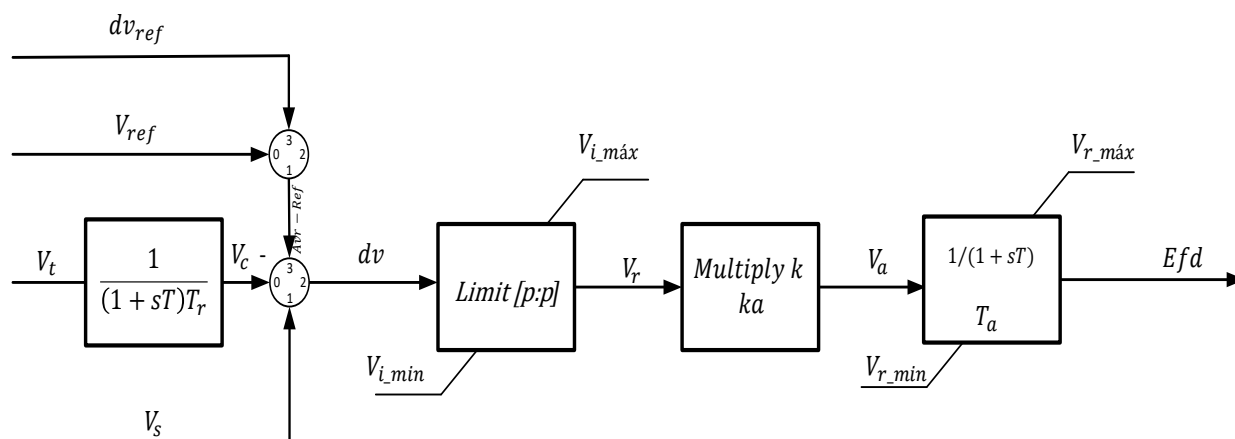 dv_ref
V_ref
3
0 2
1
Avr − Ref
V_t
1
(1 + sT)T_r
V_c -
3
0 2
1
V_s
dv
V_i_máx
Limit [p:p]
V_i_min
V_r
Multiply k
ka
V_a
V_r_máx
1/(1 + sT)
T_a
V_r_min
Efd